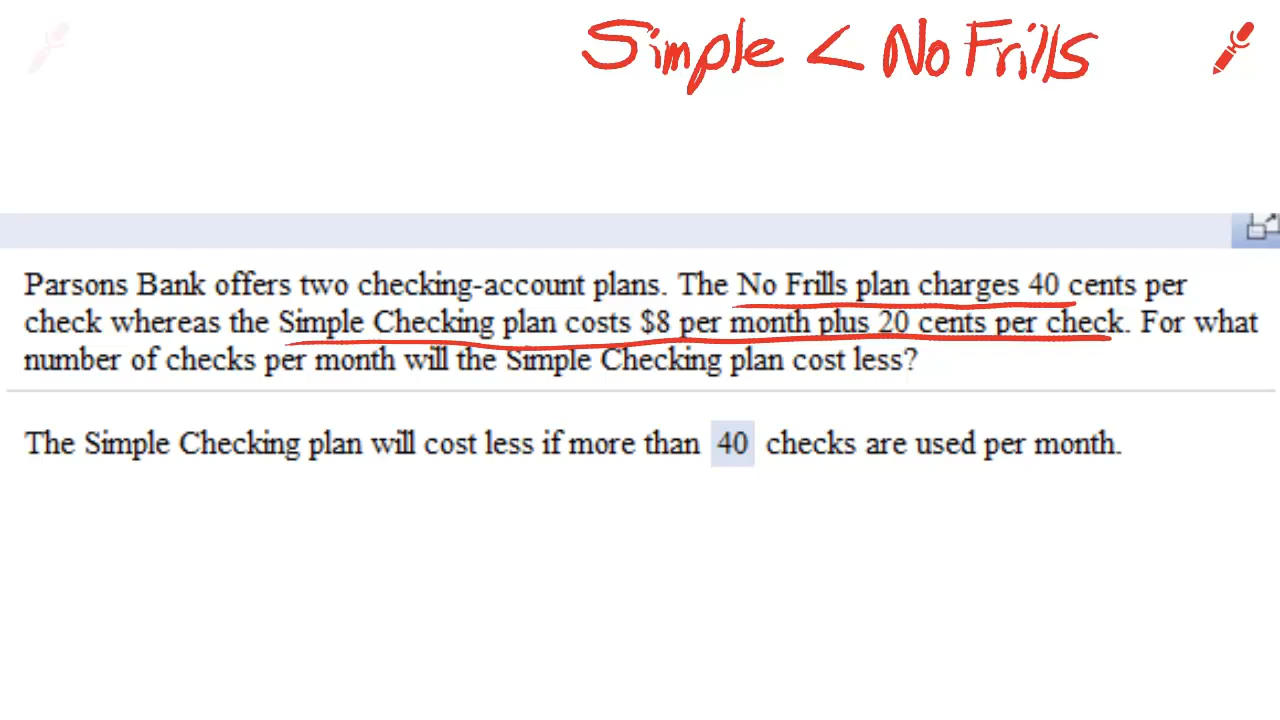 Simple < No Frills
Parsons Bank offers two checking-account plans. The No Frills plan charges 40 cents per
check whereas the Simple Checking plan costs $8 per month plus 20 cents per check. For what
number of checks per month will the Simple Checking plan cost less?
The Simple Checking plan will cost less if more than 40 checks are used per month.